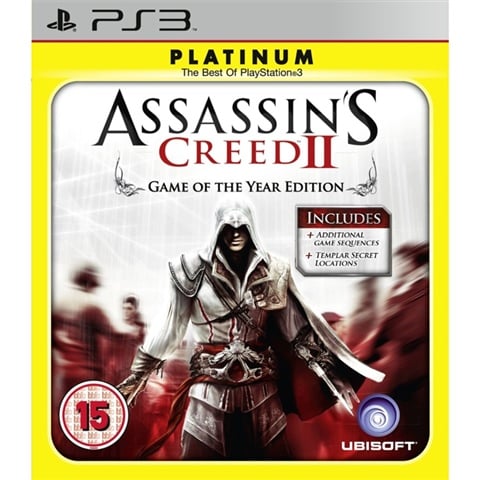 PS3
PLATINUM
The Best Of PlayStation®3
ASSASSIN'S
CREED II
GAME OF THE YEAR EDITION
INCLUDES
+ ADDITIONAL
GAME SEQUENCES
+ TEMPLAR SECRET
LOCATIONS
15
UBISOFT